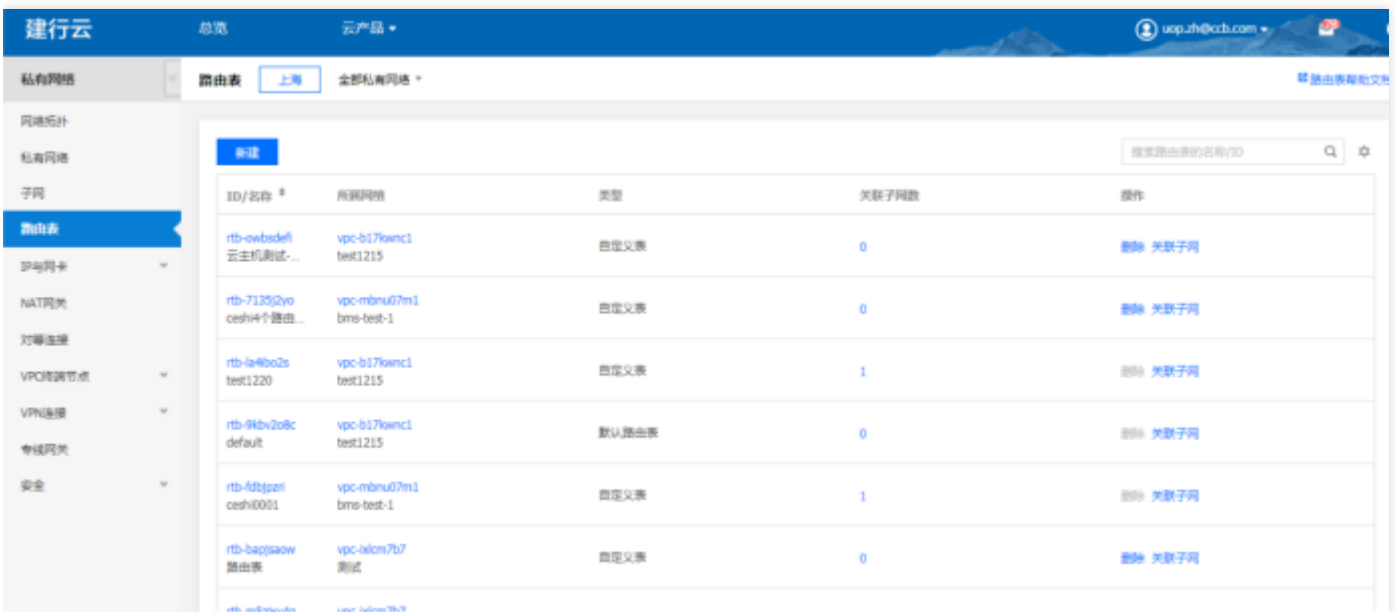 建行云 总览 云产品 uop.zh@ccb.com
私有网络 路由表 上海 全部私有网络 路由表帮助文档
网络拓扑
私有网络 新建 搜索路由表的名称/ID
子网 ID/名称 所属网络 类型 关联子网数 操作
路由表 rtb-owbsdefi vpc-b17kwnc1 自定义表 0 删除 关联子网
云主机测试-... test1215
IP与网卡
NAT网关 rtb-7135j2yo vpc-mbnu07m1 自定义表 0 删除 关联子网
ceshi4个路由... bms-test-1
对等连接
VPC终端节点 rtb-la4lbo2s vpc-b17kwnc1 自定义表 1 删除 关联子网
test1220 test1215
VPN连接 rtb-9kbv2o8c vpc-b17kwnc1 默认路由表 0 删除 关联子网
default test1215
专线网关
安全 rtb-fdbjpzri vpc-mbnu07m1 自定义表 1 删除 关联子网
ceshi0001 bms-test-1
rtb-bapjsaow vpc-ixlcm7b7 自定义表 0 删除 关联子网
路由表 测试
vpc-ixlcm7b7